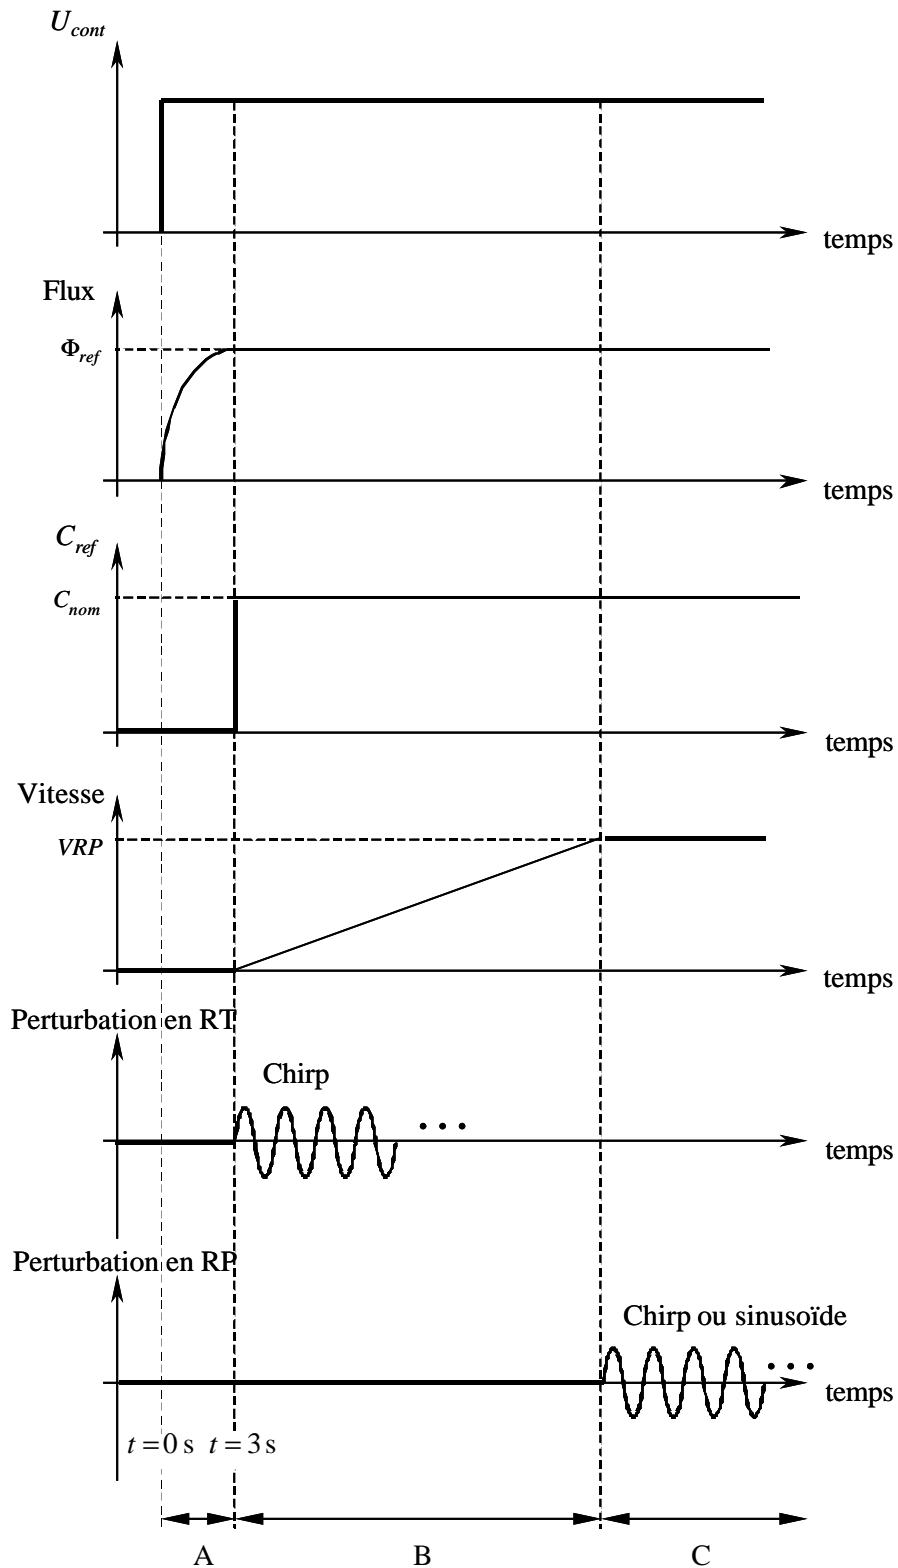 U_cont
temps
Flux
Φ_ref
temps
C_ref
C_nom
temps
Vitesse
VRP
temps
Perturbation en RT
Chirp
temps
Perturbation en RP
Chirp ou sinusoïde
temps
t = 0 s t = 3 s
A B C